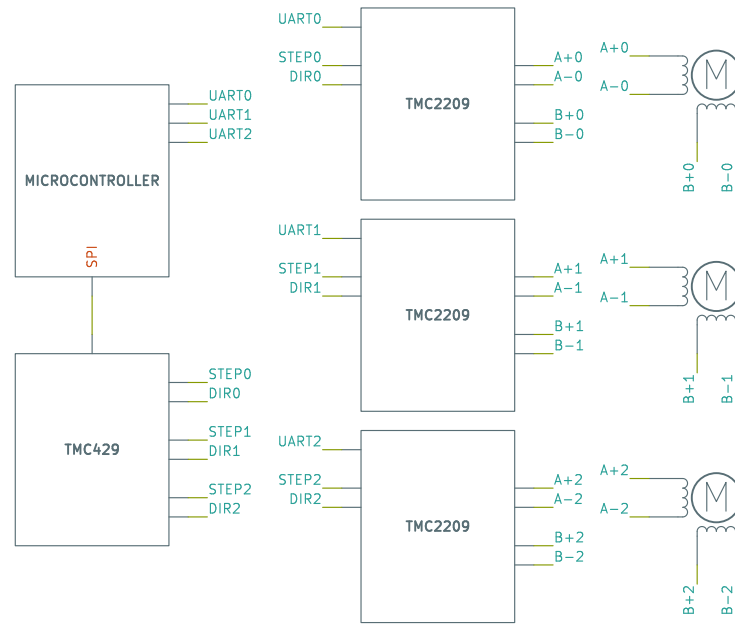 UART0
UART1
UART2
MICROCONTROLLER
SPI
STEP0
DIR0
STEP1
DIR1
STEP2
DIR2
TMC429
UART0
STEP0
DIR0
TMC2209
A+0
A-0
B+0
B-0
A+0
A-0
M
B+0
B-0
UART1
STEP1
DIR1
TMC2209
A+1
A-1
B+1
B-1
A+1
A-1
M
B+1
B-1
UART2
STEP2
DIR2
TMC2209
A+2
A-2
B+2
B-2
A+2
A-2
M
B+2
B-2